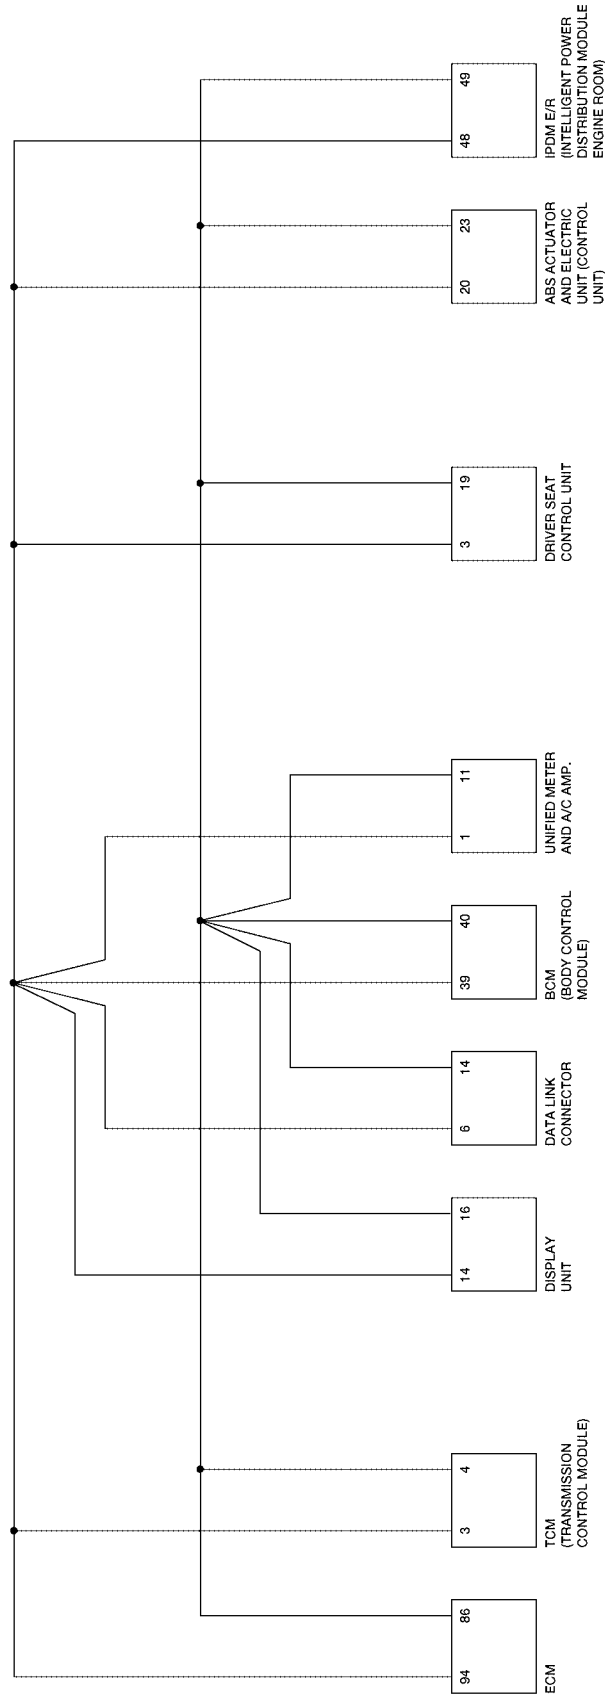 94 86
ECM
3 4
TCM
(TRANSMISSION
CONTROL MODULE)
14 16
DISPLAY
UNIT
6 14
DATA LINK
CONNECTOR
39 40
BCM
(BODY CONTROL
MODULE)
1 11
UNIFIED METER
AND A/C AMP.
3 19
DRIVER SEAT
CONTROL UNIT
20 23
ABS ACTUATOR
AND ELECTRIC
UNIT (CONTROL
UNIT)
48 49
IPDM E/R
(INTELLIGENT POWER
DISTRIBUTION MODULE
ENGINE ROOM)